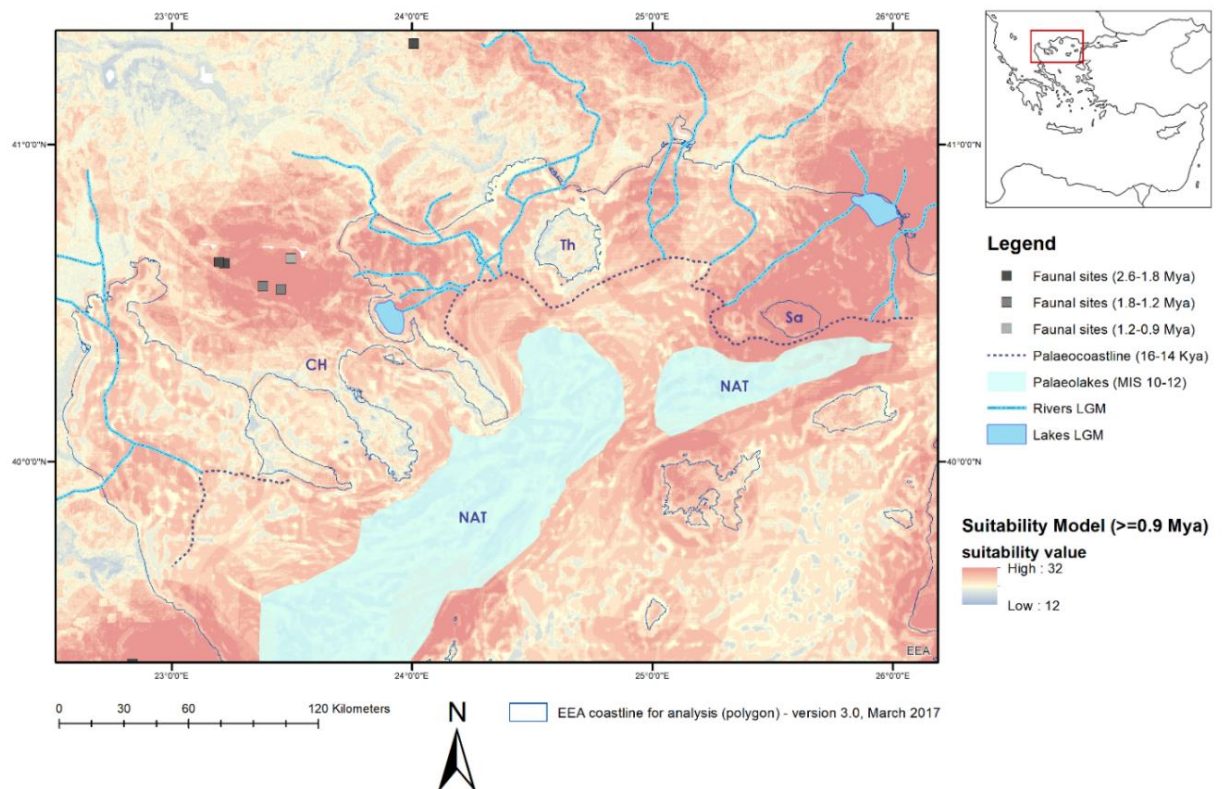 23°0'0"E
24°0'0"E
25°0'0"E
26°0'0"E
41°0'0"N
41°0'0"N
Th
Sa
CH
NAT
40°0'0"N
40°0'0"N
NAT
EEA
23°0'0"E
24°0'0"E
25°0'0"E
26°0'0"E
Legend
Faunal sites (2.6-1.8 Mya)
Faunal sites (1.8-1.2 Mya)
Faunal sites (1.2-0.9 Mya)
Palaeocoastline (16-14 Kya)
Palaeolakes (MIS 10-12)
Rivers LGM
Lakes LGM
Suitability Model (>=0.9 Mya)
suitability value
High : 32
Low : 12
0 30 60 120 Kilometers
N
EEA coastline for analysis (polygon) - version 3.0, March 2017